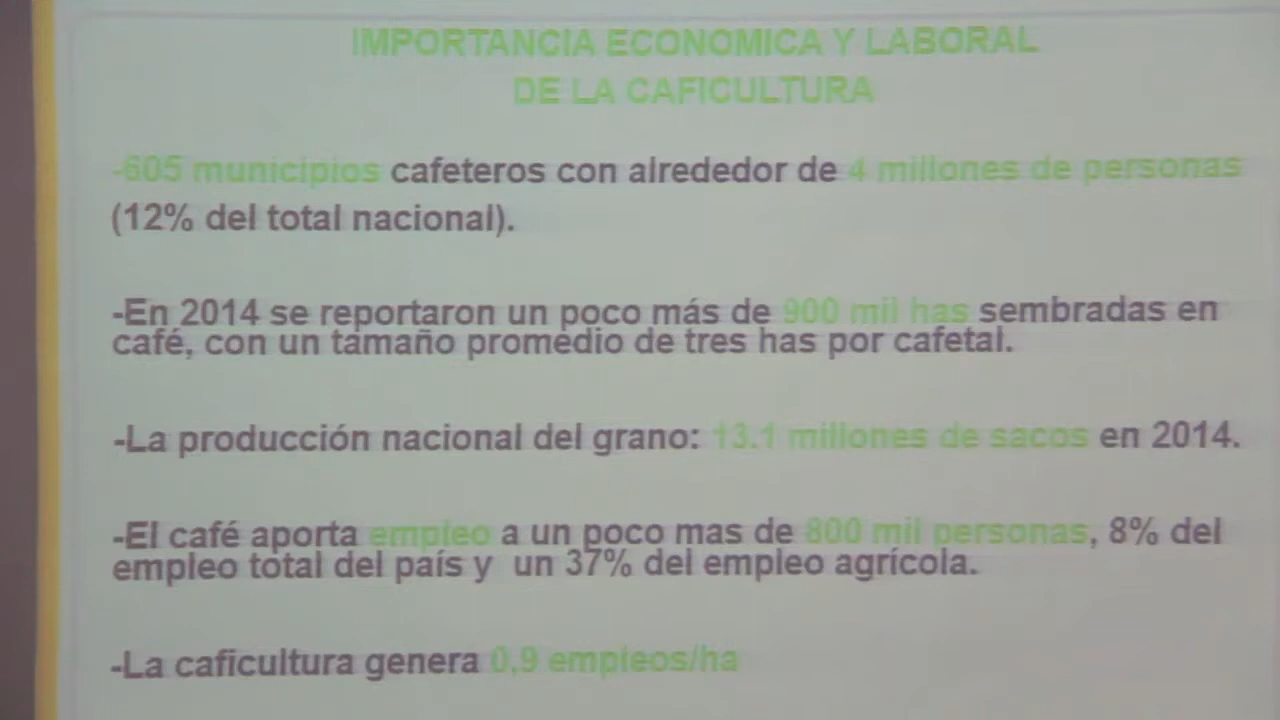 IMPORTANCIA ECONOMICA Y LABORAL
DE LA CAFICULTURA
-605 municipios cafeteros con alrededor de 4 millones de personas
(12% del total nacional).
-En 2014 se reportaron un poco más de 900 mil has sembradas en
café, con un tamaño promedio de tres has por cafetal.
-La producción nacional del grano: 13.1 millones de sacos en 2014.
-El café aporta empleo a un poco mas de 800 mil personas, 8% del
empleo total del país y un 37% del empleo agrícola.
-La caficultura genera 0,9 empleos/ha